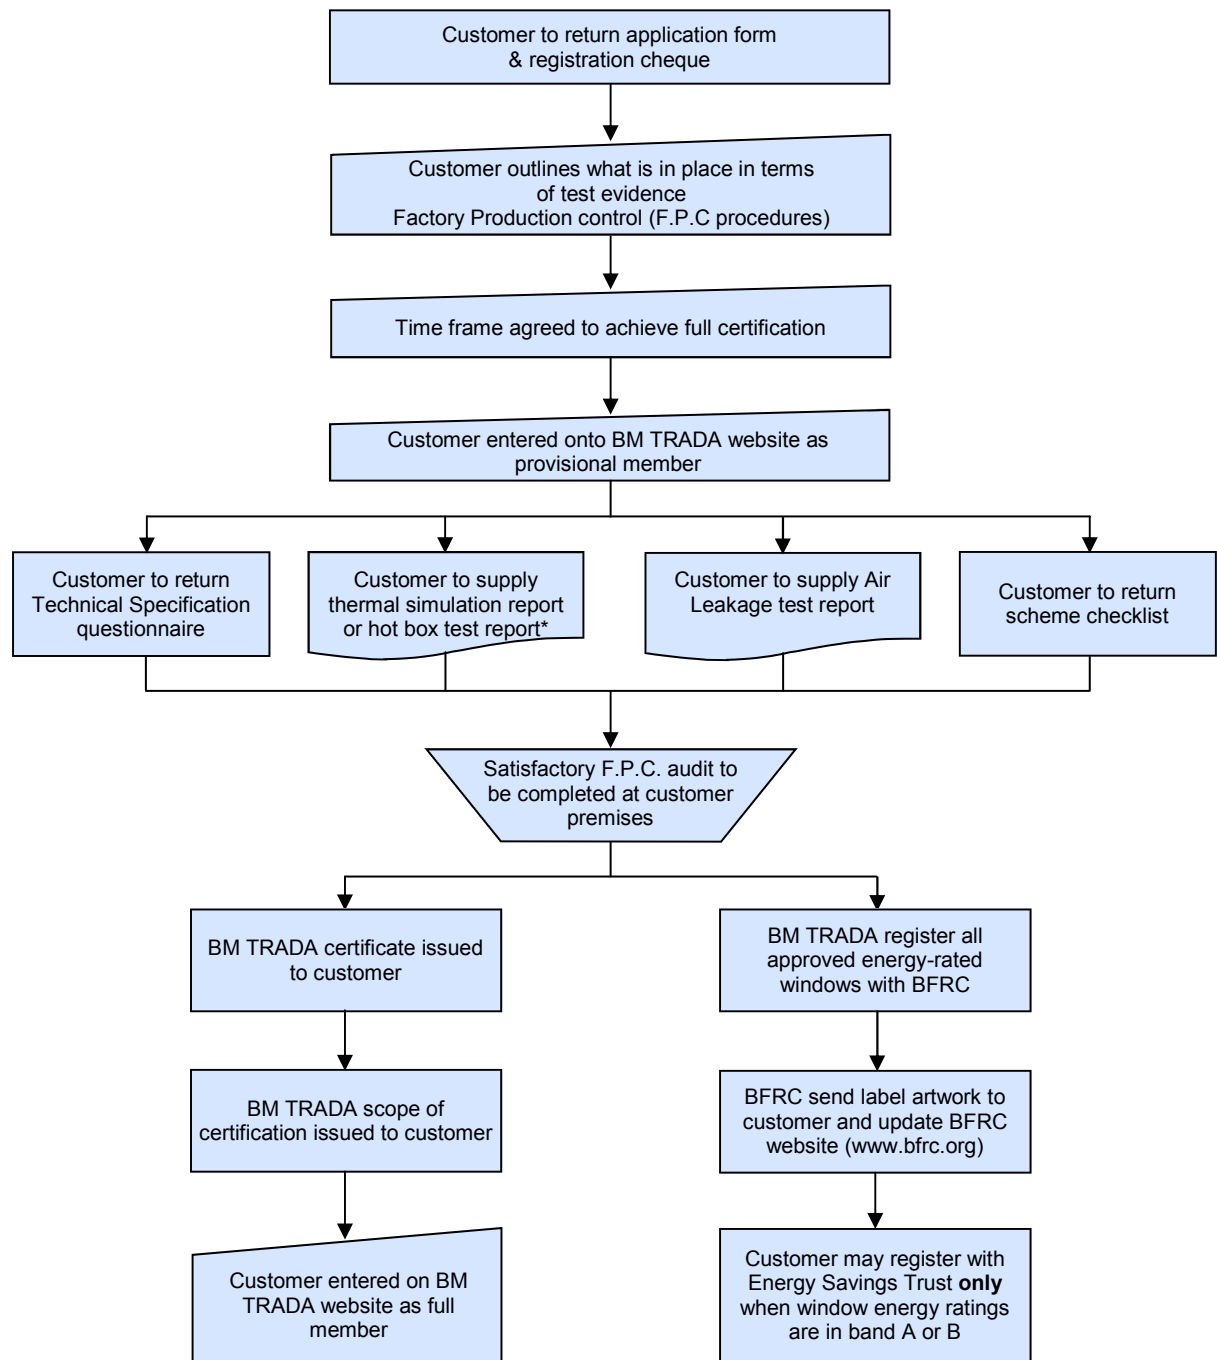 Customer to return application form
& registration cheque
Customer outlines what is in place in terms
of test evidence
Factory Production control (F.P.C procedures)
Time frame agreed to achieve full certification
Customer entered onto BM TRADA website as
provisional member
Customer to return
Technical Specification
questionnaire
Customer to supply
thermal simulation report
or hot box test report*
Customer to supply Air
Leakage test report
Customer to return
scheme checklist
Satisfactory F.P.C. audit to
be completed at customer
premises
BM TRADA certificate issued
to customer
BM TRADA scope of
certification issued to customer
Customer entered on BM
TRADA website as full
member
BM TRADA register all
approved energy-rated
windows with BFRC
BFRC send label artwork to
customer and update BFRC
website (www.bfrc.org)
Customer may register with
Energy Savings Trust only
when window energy ratings
are in band A or B